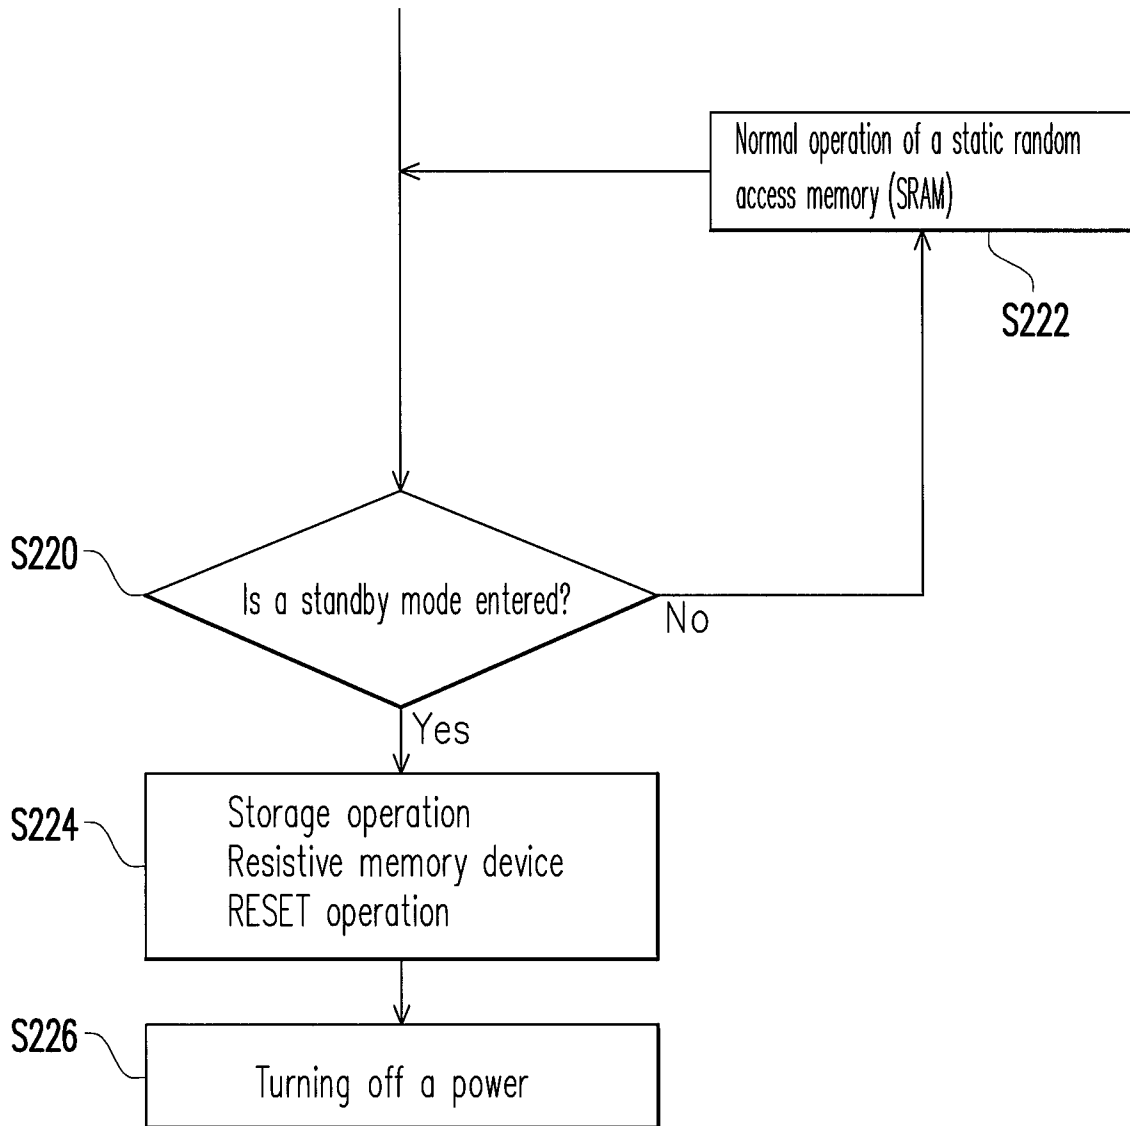 Normal operation of a static random
access memory (SRAM)
S222
S220
Is a standby mode entered?
No
Yes
S224
Storage operation
Resistive memory device
RESET operation
S226
Turning off a power